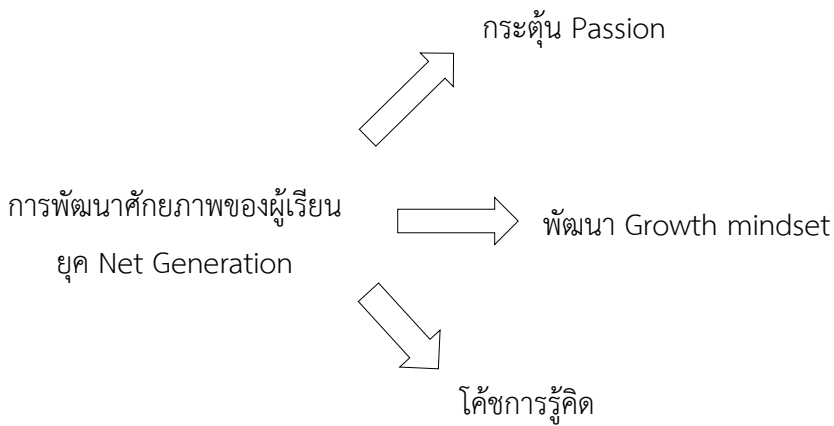 กระตุ้น Passion
การพัฒนาศักยภาพของผู้เรียน
ยุค Net Generation
พัฒนา Growth mindset
โค้ชการรู้คิด